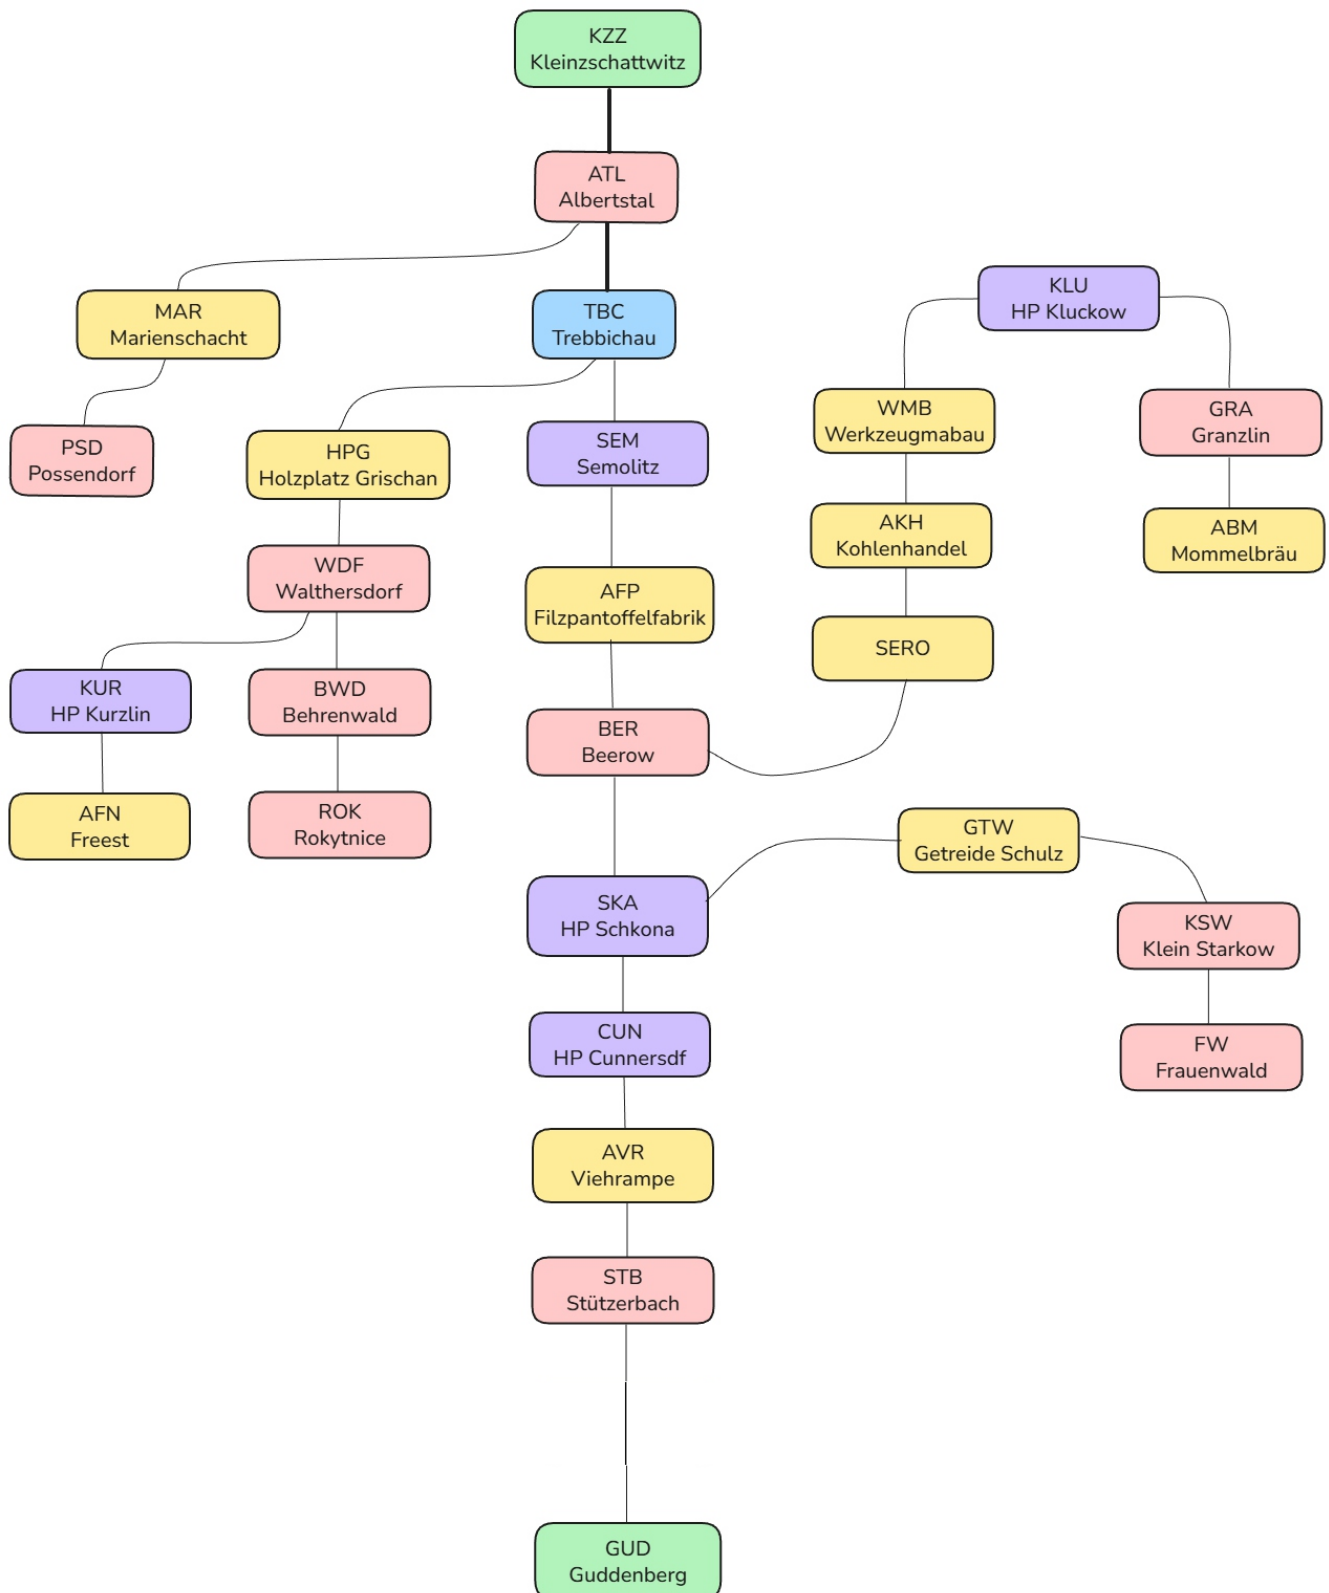 KZZ
Kleinzschattwitz
ATL
Albertstal
MAR
Marienschacht
TBC
Trebbichau
KLU
HP Kluckow
PSD
Possendorf
HPG
Holzplatz Grischan
SEM
Semolitz
WMB
Werkzeugmabau
GRA
Granzlin
AKH
Kohlenhandel
ABM
Mommelbräu
WDF
Walthersdorf
AFP
Filzpantoffelfabrik
SERO
KUR
HP Kurzlin
BWD
Behrenwald
BER
Beerow
AFN
Freest
ROK
Rokytnice
GTW
Getreide Schulz
SKA
HP Schkona
KSW
Klein Starkow
CUN
HP Cunnersdf
FW
Frauenwald
AVR
Viehrampe
STB
Stützerbach
GUD
Guddenberg